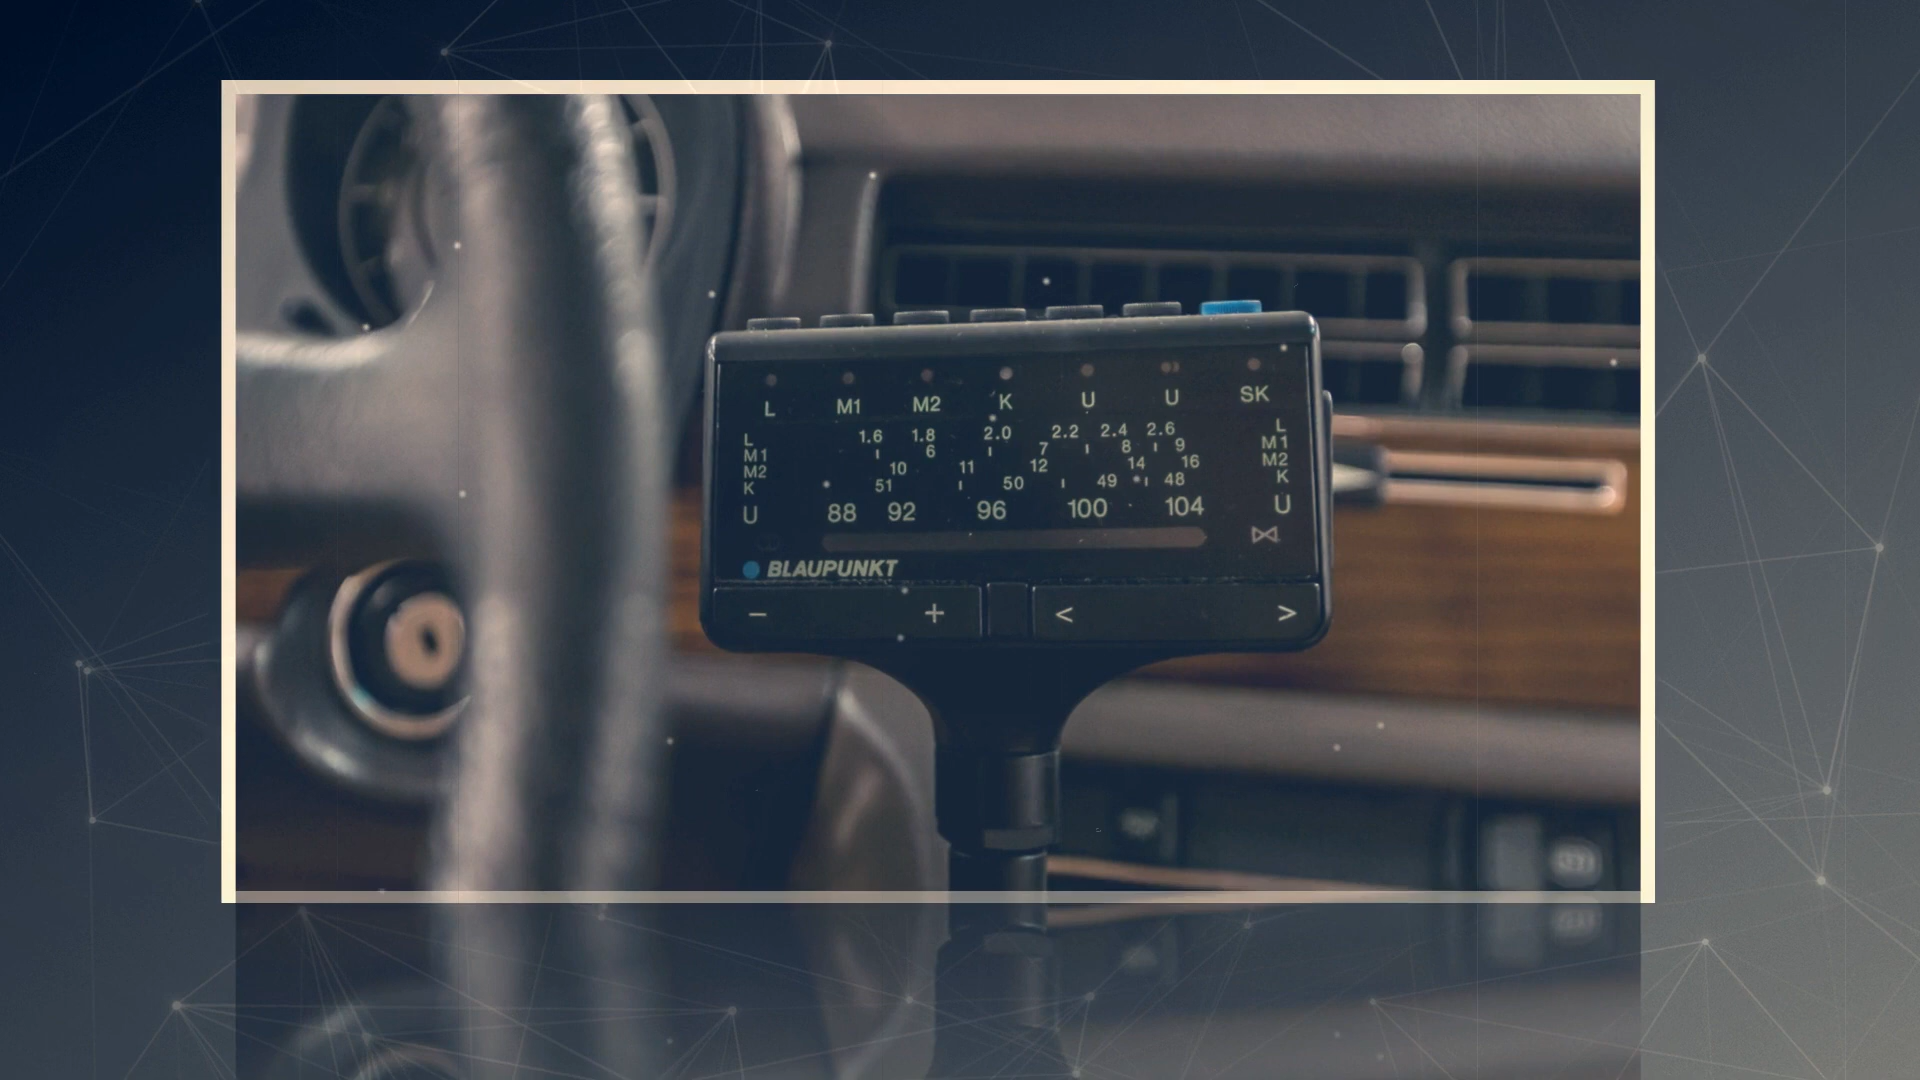 L M1 M2 K U U SK
L 1.6 1.8 2.0 2.2 2.4 2.6 L
M1 6 7 8 9 M1
M2 10 11 12 14 16 M2
K 51 50 49 48 K
U 88 92 96 100 104 U
BLAUPUNKT
− + < >